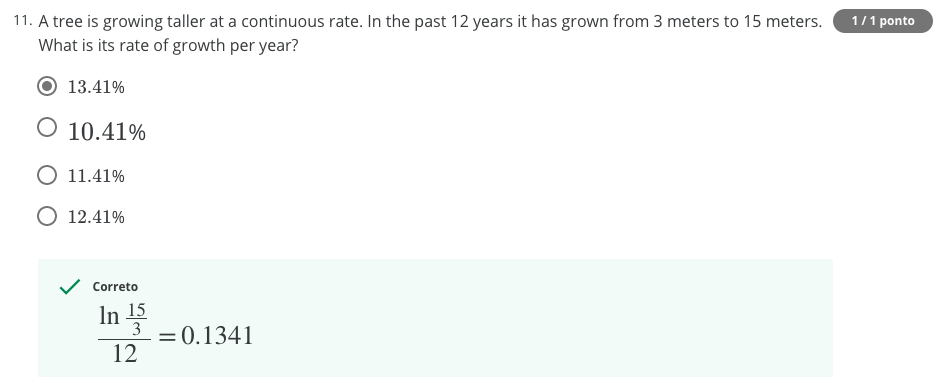 11. A tree is growing taller at a continuous rate. In the past 12 years it has grown from 3 meters to 15 meters.
1 / 1 ponto
What is its rate of growth per year?
13.41%
10.41%
11.41%
12.41%
Correto
ln 15
3
12
= 0.1341